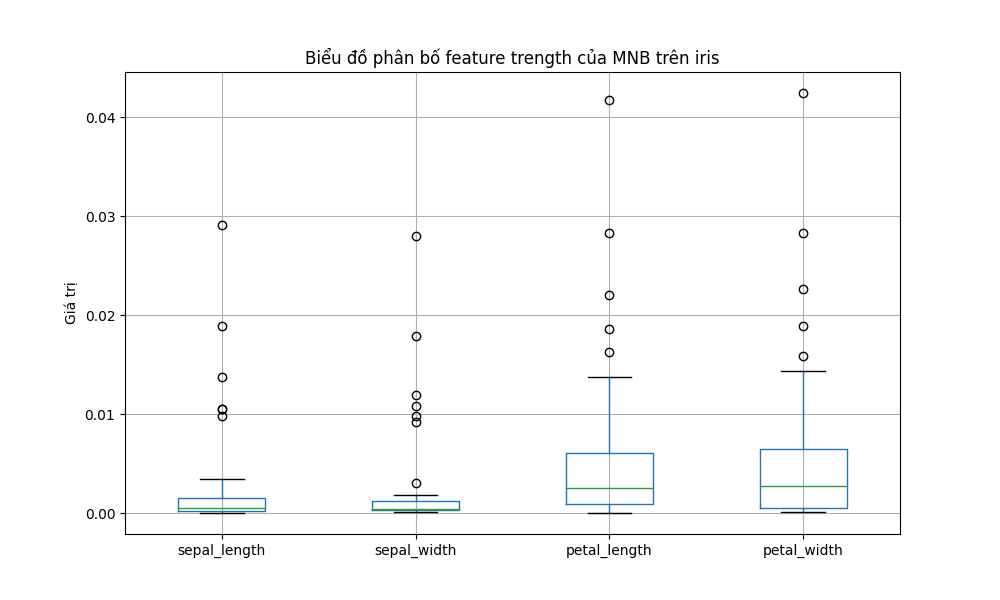 Biểu đồ phân bố feature trength của MNB trên iris
Giá trị
0.04
0.03
0.02
0.01
0.00
sepal_length
sepal_width
petal_length
petal_width